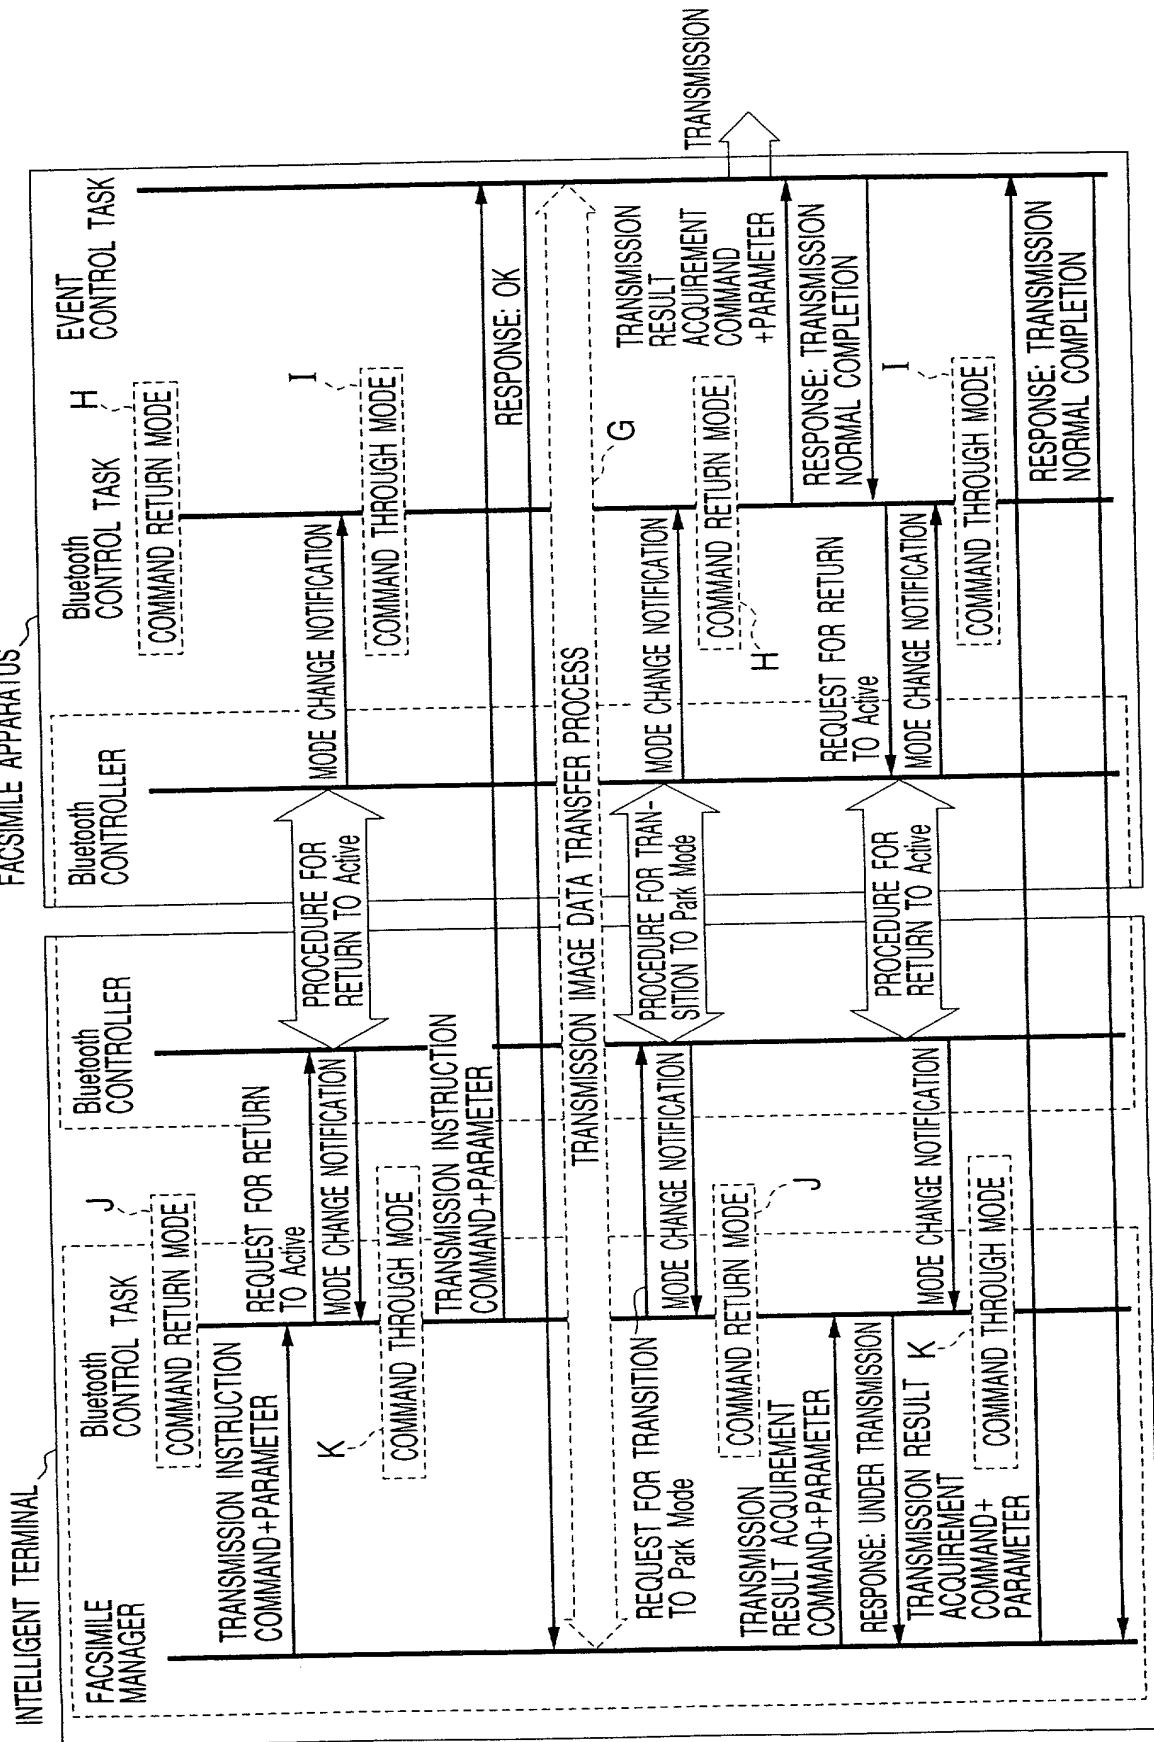 INTELLIGENT TERMINAL
FACSIMILE APPARATUS
FACSIMILE
MANAGER
Bluetooth
CONTROL TASK
Bluetooth
CONTROLLER
Bluetooth
CONTROLLER
Bluetooth
CONTROL TASK
EVENT
CONTROL TASK
J
COMMAND RETURN MODE
H
COMMAND RETURN MODE
TRANSMISSION INSTRUCTION
COMMAND+PARAMETER
REQUEST FOR RETURN
TO Active
MODE CHANGE NOTIFICATION
PROCEDURE FOR
RETURN TO Active
MODE CHANGE NOTIFICATION
I
K
COMMAND THROUGH MODE
COMMAND THROUGH MODE
TRANSMISSION INSTRUCTION
COMMAND+PARAMETER
RESPONSE: OK
TRANSMISSION IMAGE DATA TRANSFER PROCESS
G
REQUEST FOR TRANSITION
TO Park Mode
MODE CHANGE NOTIFICATION
PROCEDURE FOR TRAN-
SITION TO Park Mode
MODE CHANGE NOTIFICATION
TRANSMISSION
RESULT
ACQUIREMENT
COMMAND
+PARAMETER
TRANSMISSION
COMMAND RETURN MODE
J
COMMAND RETURN MODE
H
TRANSMISSION
RESULT ACQUIREMENT
COMMAND+PARAMETER
RESPONSE: TRANSMISSION
NORMAL COMPLETION
RESPONSE: UNDER TRANSMISSION
REQUEST FOR RETURN
TO Active
PROCEDURE FOR
RETURN TO Active
MODE CHANGE NOTIFICATION
MODE CHANGE NOTIFICATION
TRANSMISSION RESULT
ACQUIREMENT
COMMAND+
PARAMETER
K
COMMAND THROUGH MODE
I
COMMAND THROUGH MODE
RESPONSE: TRANSMISSION
NORMAL COMPLETION